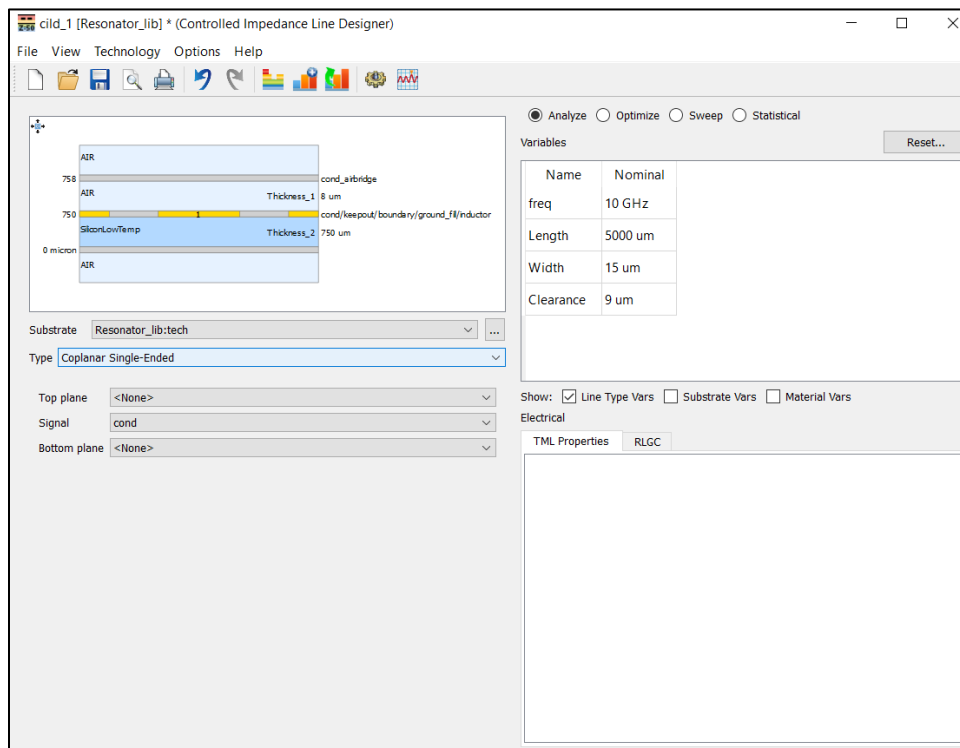 cild_1 [Resonator_lib] * (Controlled Impedance Line Designer)
File View Technology Options Help
AIR
758 cond_airbridge
AIR Thickness_1 8 um
750 1 cond/keepout/boundary/ground_fill/inductor
SiliconLowTemp Thickness_2 750 um
0 micron
AIR
Substrate Resonator_lib:tech ...
Type Coplanar Single-Ended
Top plane <None>
Signal cond
Bottom plane <None>
Analyze Optimize Sweep Statistical
Variables Reset...
Name Nominal
freq 10 GHz
Length 5000 um
Width 15 um
Clearance 9 um
Show: Line Type Vars Substrate Vars Material Vars
Electrical
TML Properties RLGC